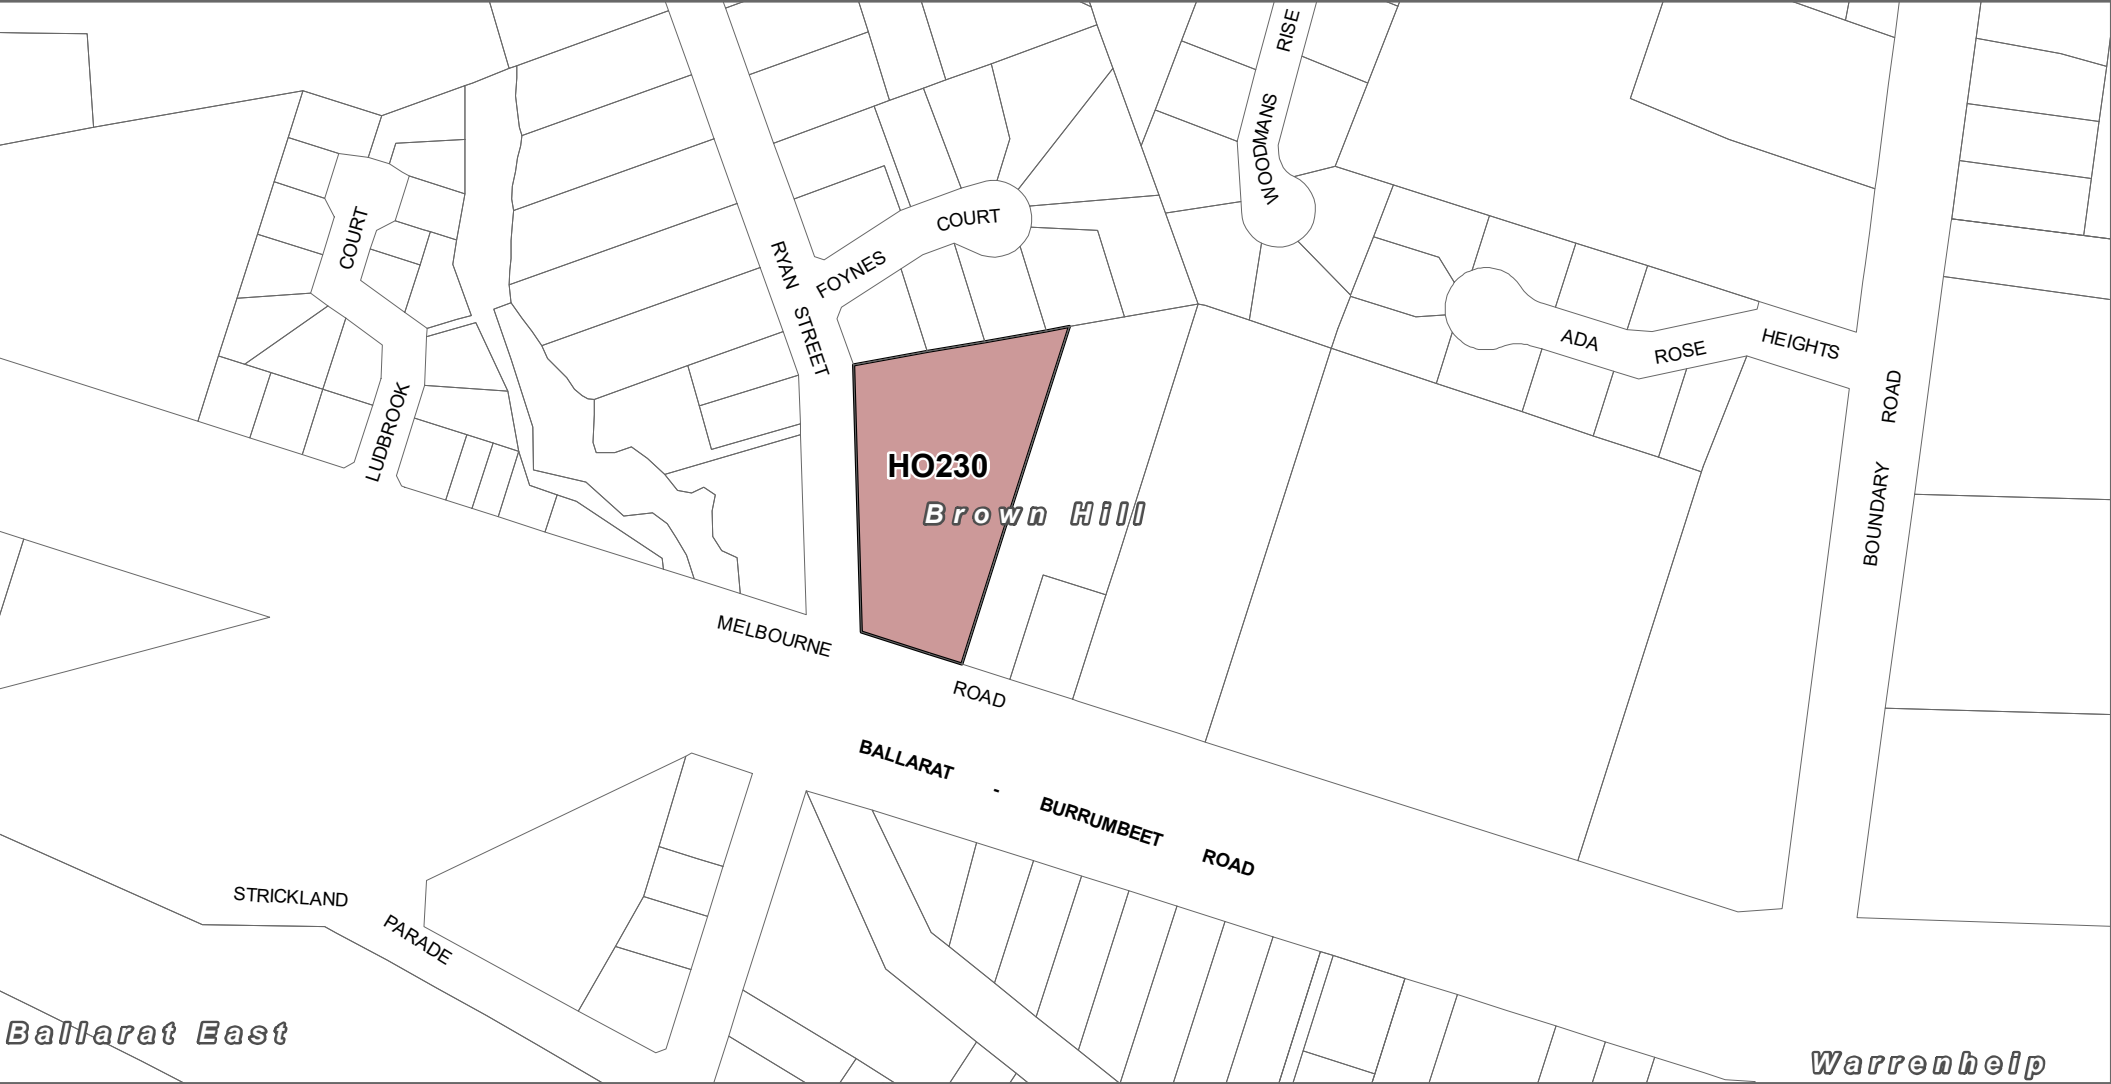 WOODMANS RISE
COURT
FOYNES COURT
RYAN STREET
ADA ROSE HEIGHTS
LUDBROOK
BOUNDARY ROAD
HO230
Brown Hill
MELBOURNE ROAD
BALLARAT - BURRUMBEET ROAD
STRICKLAND PARADE
Ballarat East
Warrenheip